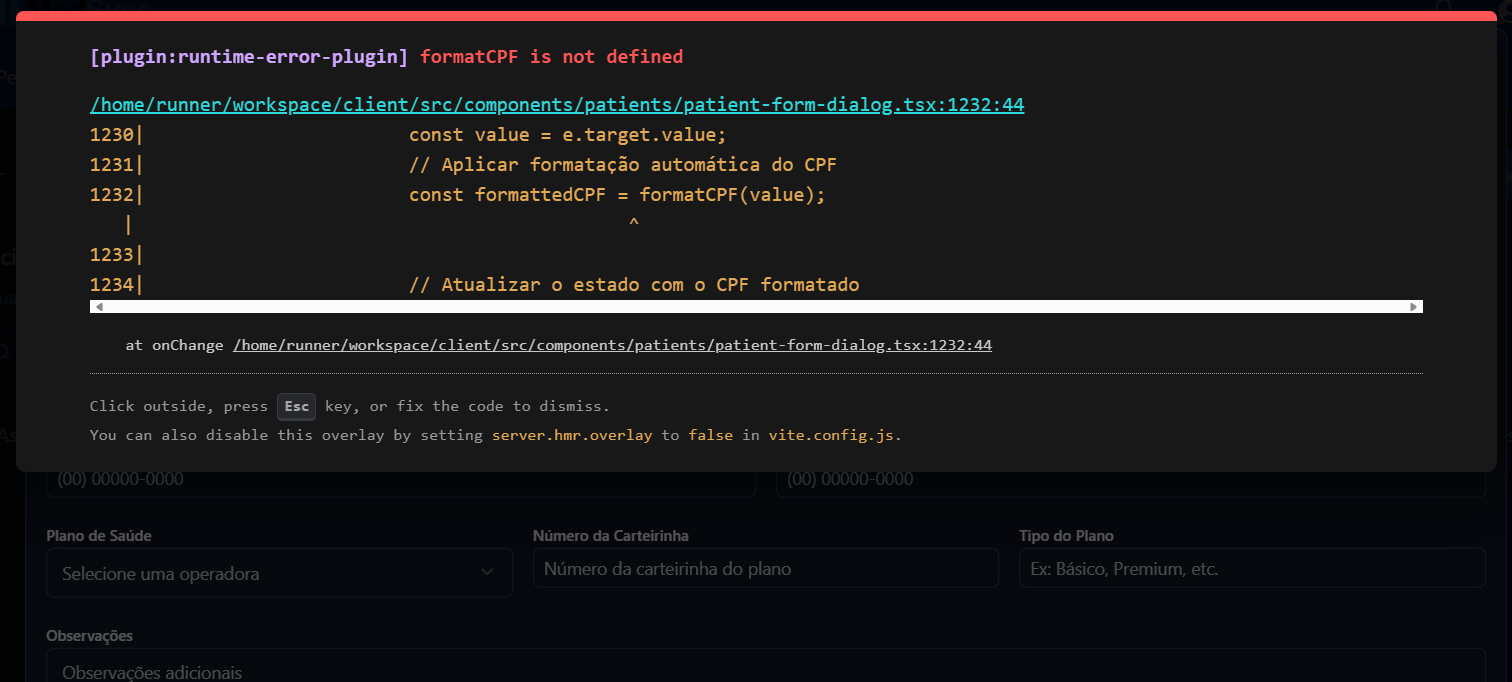 [plugin:runtime-error-plugin] formatCPF is not defined
/home/runner/workspace/client/src/components/patients/patient-form-dialog.tsx:1232:44
1230| const value = e.target.value;
1231| // Aplicar formatação automática do CPF
1232| const formattedCPF = formatCPF(value);
| ^
1233|
1234| // Atualizar o estado com o CPF formatado
at onChange /home/runner/workspace/client/src/components/patients/patient-form-dialog.tsx:1232:44
Click outside, press Esc key, or fix the code to dismiss.
You can also disable this overlay by setting server.hmr.overlay to false in vite.config.js.
(00) 00000-0000 (00) 00000-0000
Plano de Saúde Número da Carteirinha Tipo do Plano
Selecione uma operadora Número da carteirinha do plano Ex: Básico, Premium, etc.
Observações
Observações adicionais